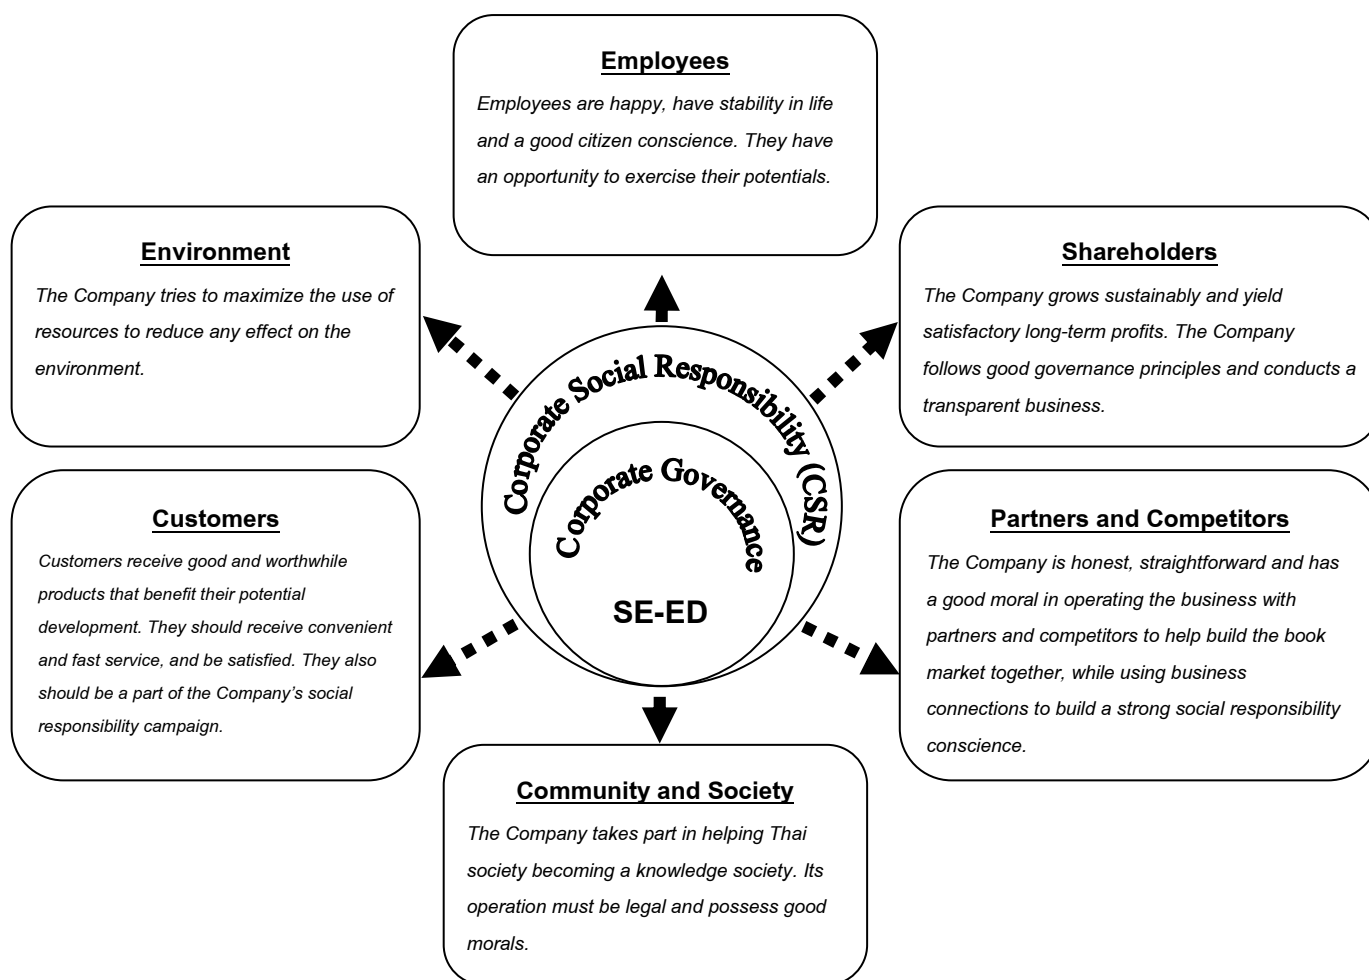 Employees
Employees are happy, have stability in life
and a good citizen conscience. They have
an opportunity to exercise their potentials.
Environment
The Company tries to maximize the use of
resources to reduce any effect on the
environment.
Shareholders
The Company grows sustainably and yield
satisfactory long-term profits. The Company
follows good governance principles and conducts a
transparent business.
Corporate Social Responsibility (CSR)
Corporate Governance
SE-ED
Customers
Customers receive good and worthwhile
products that benefit their potential
development. They should receive convenient
and fast service, and be satisfied. They also
should be a part of the Company’s social
responsibility campaign.
Partners and Competitors
The Company is honest, straightforward and has
a good moral in operating the business with
partners and competitors to help build the book
market together, while using business
connections to build a strong social responsibility
conscience.
Community and Society
The Company takes part in helping Thai
society becoming a knowledge society. Its
operation must be legal and possess good
morals.